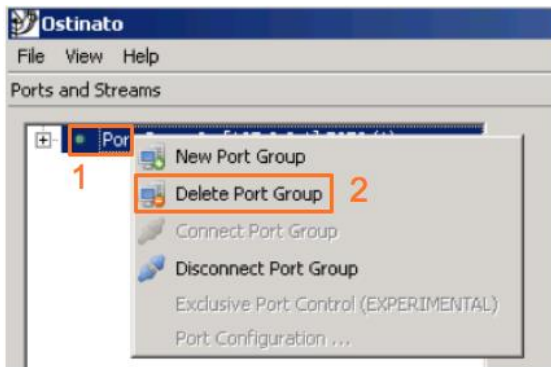 Ostinato
File View Help
Ports and Streams
Por
1
New Port Group
Delete Port Group 2
Connect Port Group
Disconnect Port Group
Exclusive Port Control (EXPERIMENTAL)
Port Configuration ...